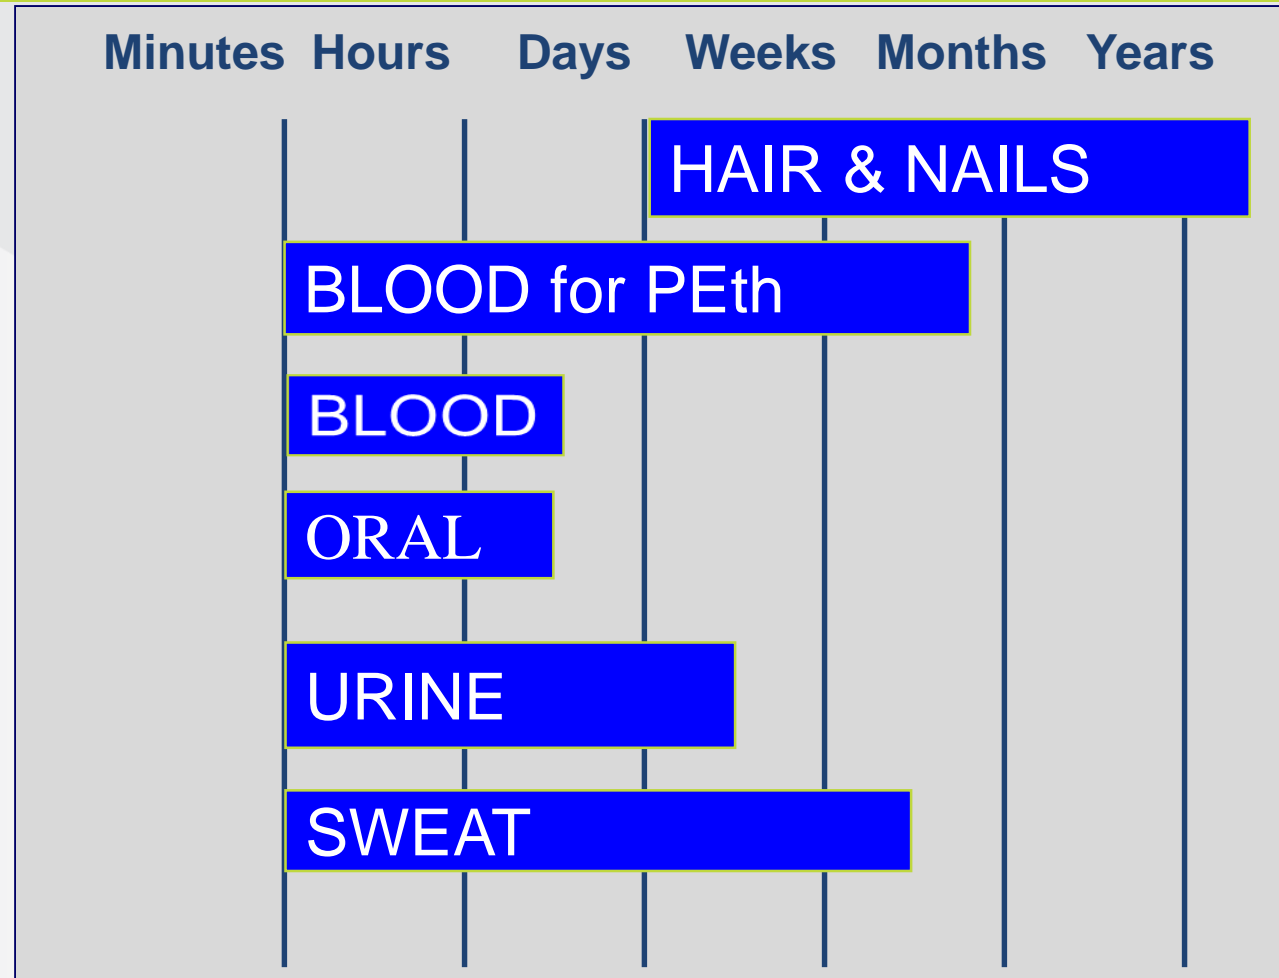 Minutes Hours Days Weeks Months Years
HAIR & NAILS
BLOOD for PEth
BLOOD
ORAL
URINE
SWEAT